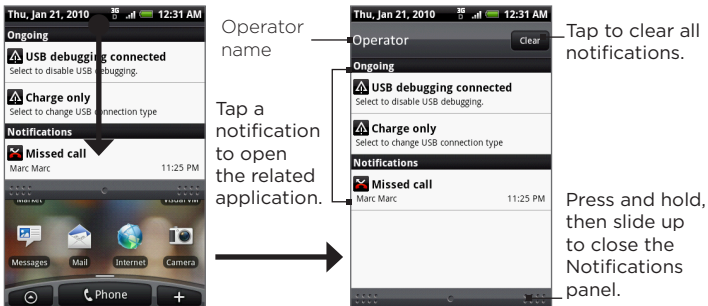 Thu, Jan 21, 2010 3G 12:31 AM
Ongoing
USB debugging connected
Select to disable USB debugging.
Charge only
Select to change USB connection type
Notifications
Missed call
Marc Marc 11:25 PM
Market Visual VM
Messages Mail Internet Camera
Phone
Operator
name
Tap a
notification
to open
the related
application.
Thu, Jan 21, 2010 3G 12:31 AM
Operator Clear
Ongoing
USB debugging connected
Select to disable USB debugging.
Charge only
Select to change USB connection type
Notifications
Missed call
Marc Marc 11:25 PM
Tap to clear all
notifications.
Press and hold,
then slide up
to close the
Notifications
panel.